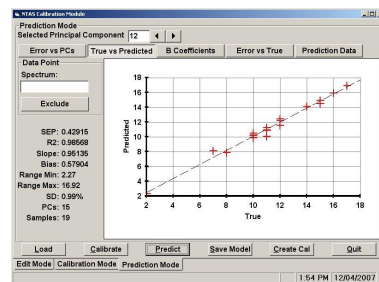 NTAS Calibration Module
Prediction Mode
Selected Principal Component 12
Error vs PCs True vs Predicted B Coefficients Error vs True Prediction Data
Data Point
Spectrum:
Exclude
SEP: 0.42915
R2: 0.98568
Slope: 0.95135
Bias: 0.57904
Range Min: 2.27
Range Max: 16.92
SD: 0.99%
PCs: 15
Samples: 19
Predicted
18
16
14
12
10
8
6
4
2
2 4 6 8 10 12 14 16 18
True
Load Calibrate Predict Save Model Create Cal Quit
Edit Mode Calibration Mode Prediction Mode
1:54 PM 12/04/2007